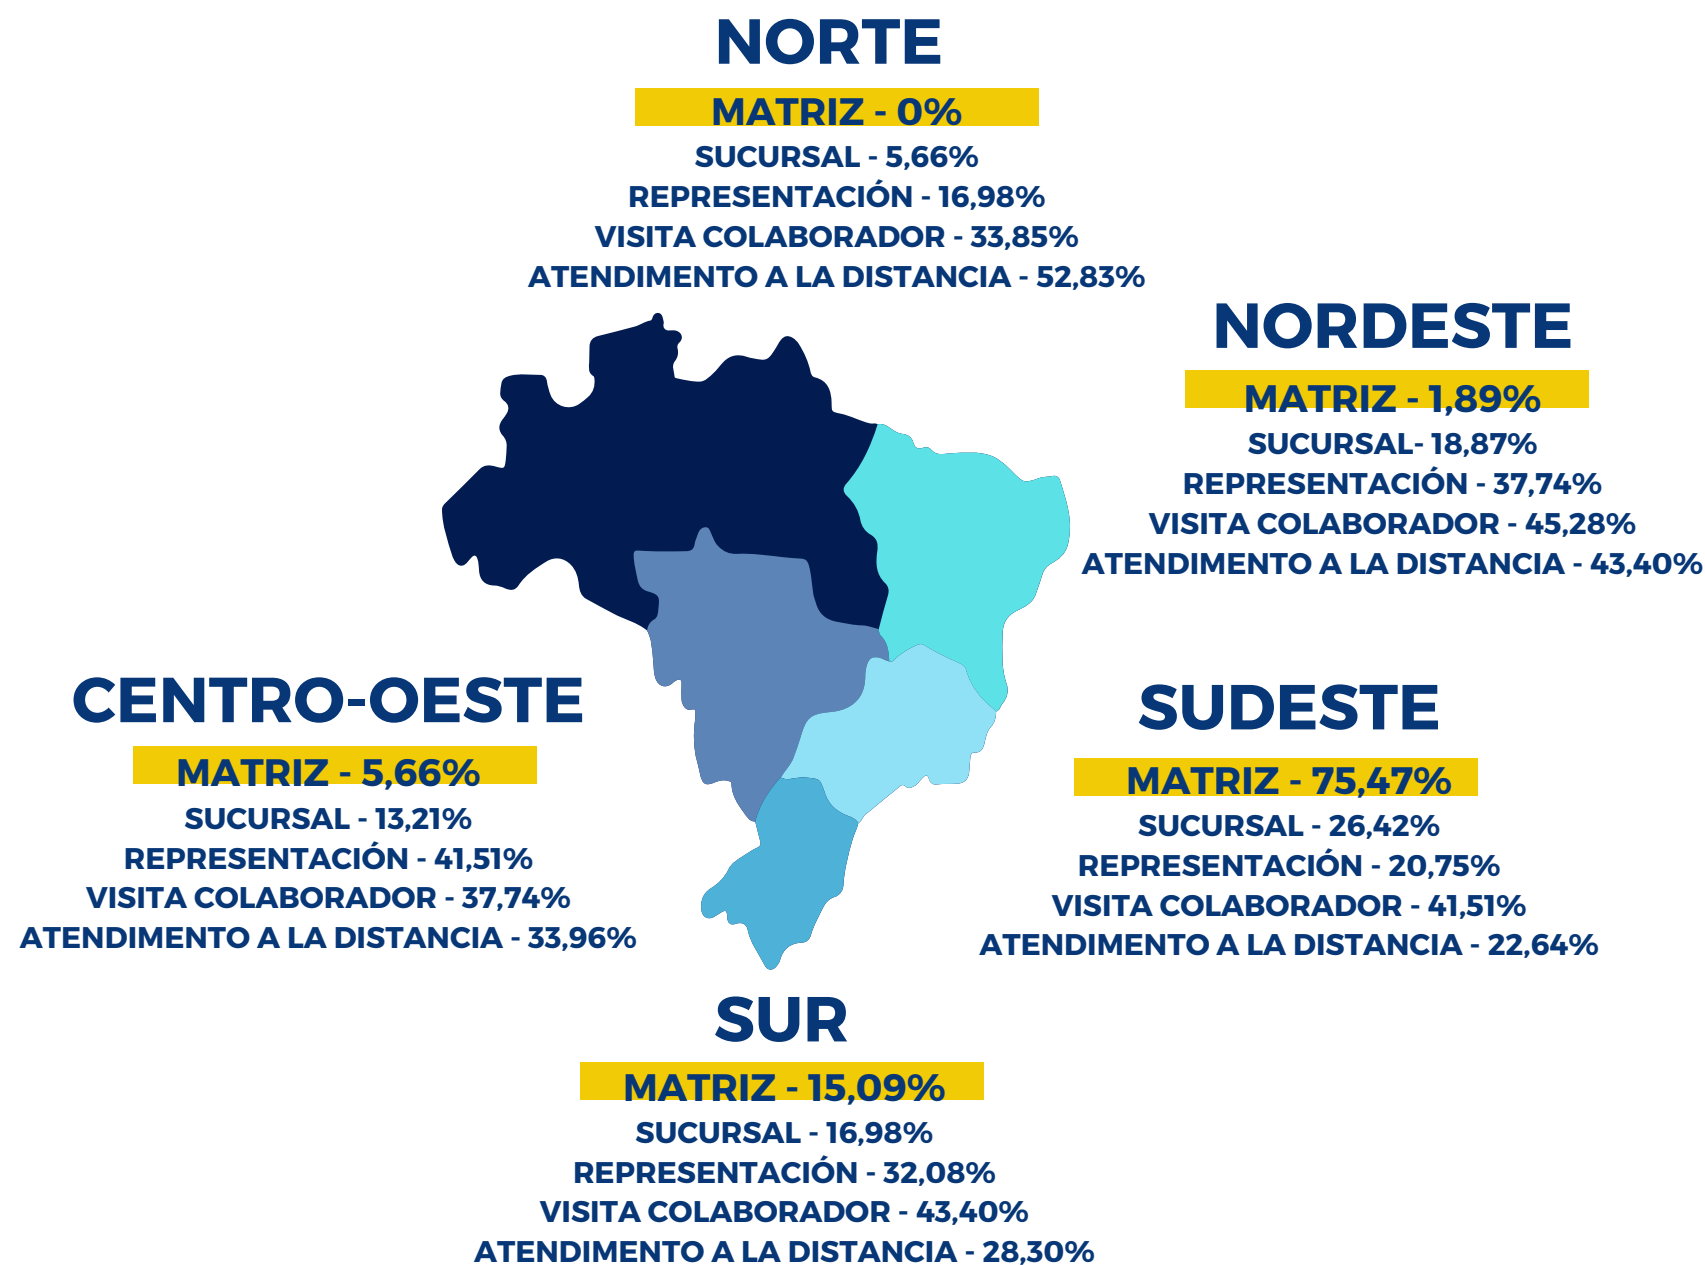 NORTE
MATRIZ - 0%
SUCURSAL - 5,66%
REPRESENTACIÓN - 16,98%
VISITA COLABORADOR - 33,85%
ATENDIMENTO A LA DISTANCIA - 52,83%
NORDESTE
MATRIZ - 1,89%
SUCURSAL- 18,87%
REPRESENTACIÓN - 37,74%
VISITA COLABORADOR - 45,28%
ATENDIMENTO A LA DISTANCIA - 43,40%
CENTRO-OESTE
MATRIZ - 5,66%
SUCURSAL - 13,21%
REPRESENTACIÓN - 41,51%
VISITA COLABORADOR - 37,74%
ATENDIMENTO A LA DISTANCIA - 33,96%
SUDESTE
MATRIZ - 75,47%
SUCURSAL - 26,42%
REPRESENTACIÓN - 20,75%
VISITA COLABORADOR - 41,51%
ATENDIMENTO A LA DISTANCIA - 22,64%
SUR
MATRIZ - 15,09%
SUCURSAL - 16,98%
REPRESENTACIÓN - 32,08%
VISITA COLABORADOR - 43,40%
ATENDIMENTO A LA DISTANCIA - 28,30%